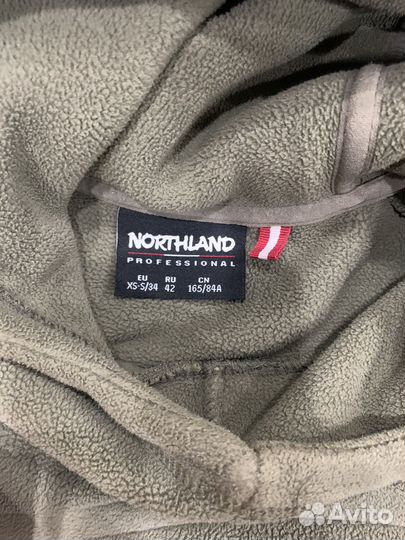 NORTHLAND
PROFESSIONAL
EU RU CN
XS-S/34 42 165/84A
Avito